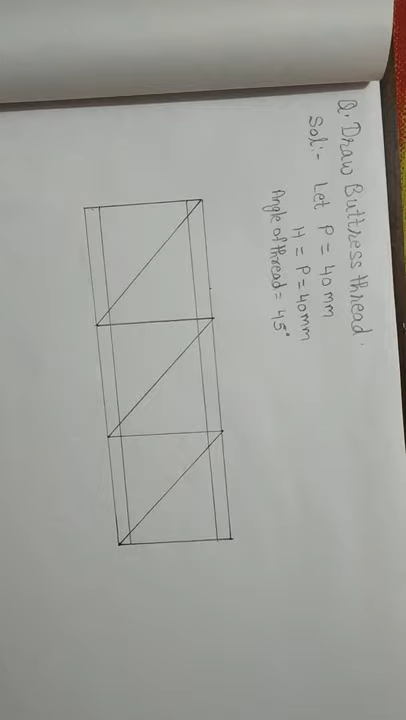 Q. Draw Buttress thread.
Sol:- Let P = 40 mm
H = P = 40mm
Angle of thread = 45°